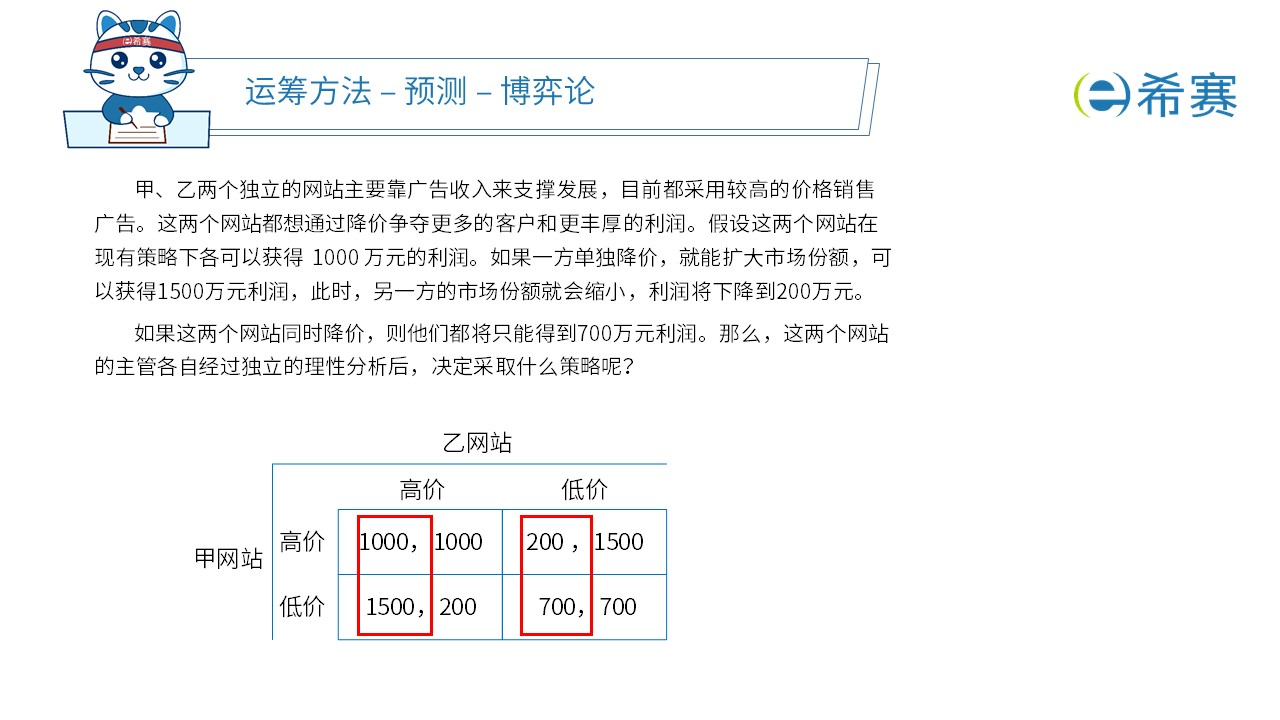 希赛
运筹方法 – 预测 – 博弈论
希赛
甲、乙两个独立的网站主要靠广告收入来支撑发展，目前都采用较高的价格销售
广告。这两个网站都想通过降价争夺更多的客户和更丰厚的利润。假设这两个网站在
现有策略下各可以获得 1000 万元的利润。如果一方单独降价，就能扩大市场份额，可
以获得1500万元利润，此时，另一方的市场份额就会缩小，利润将下降到200万元。
如果这两个网站同时降价，则他们都将只能得到700万元利润。那么，这两个网站
的主管各自经过独立的理性分析后，决定采取什么策略呢？
乙网站
高价 低价
甲网站
高价 1000，1000 200，1500
低价 1500，200 700，700